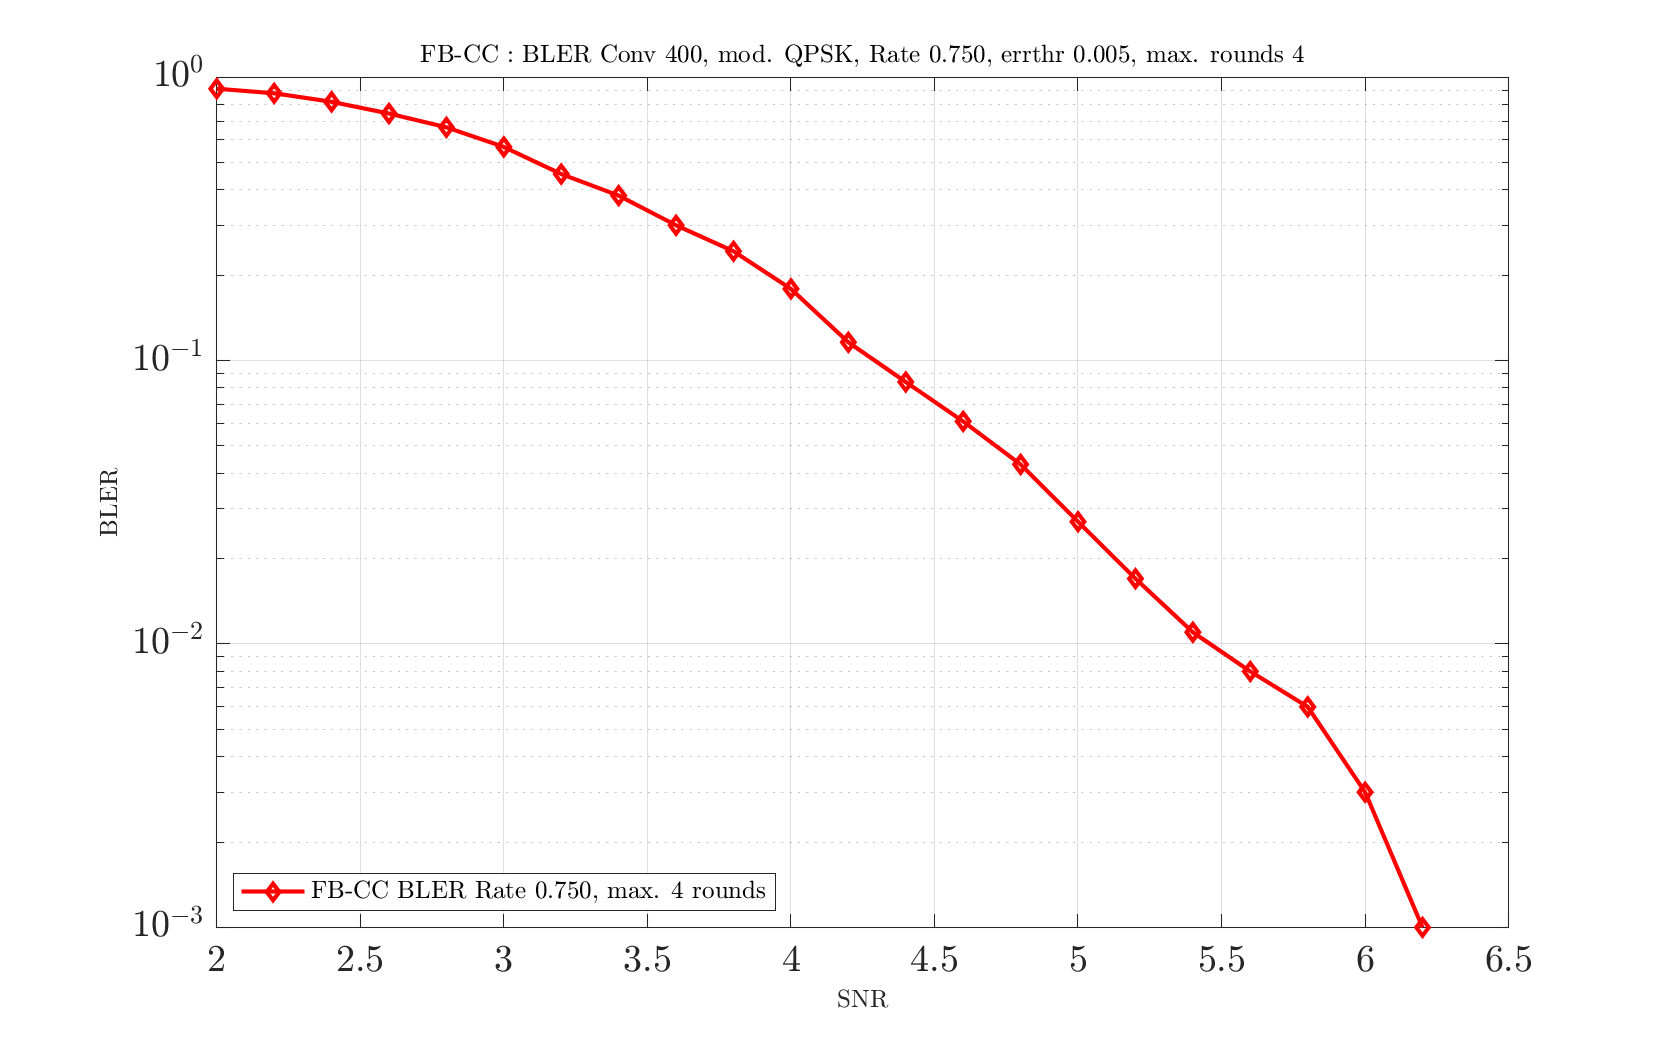 FB-CC : BLER Conv 400, mod. QPSK, Rate 0.750, errthr 0.005, max. rounds 4
10^0
10^-1
10^-2
10^-3
BLER
FB-CC BLER Rate 0.750, max. 4 rounds
2 2.5 3 3.5 4 4.5 5 5.5 6 6.5
SNR